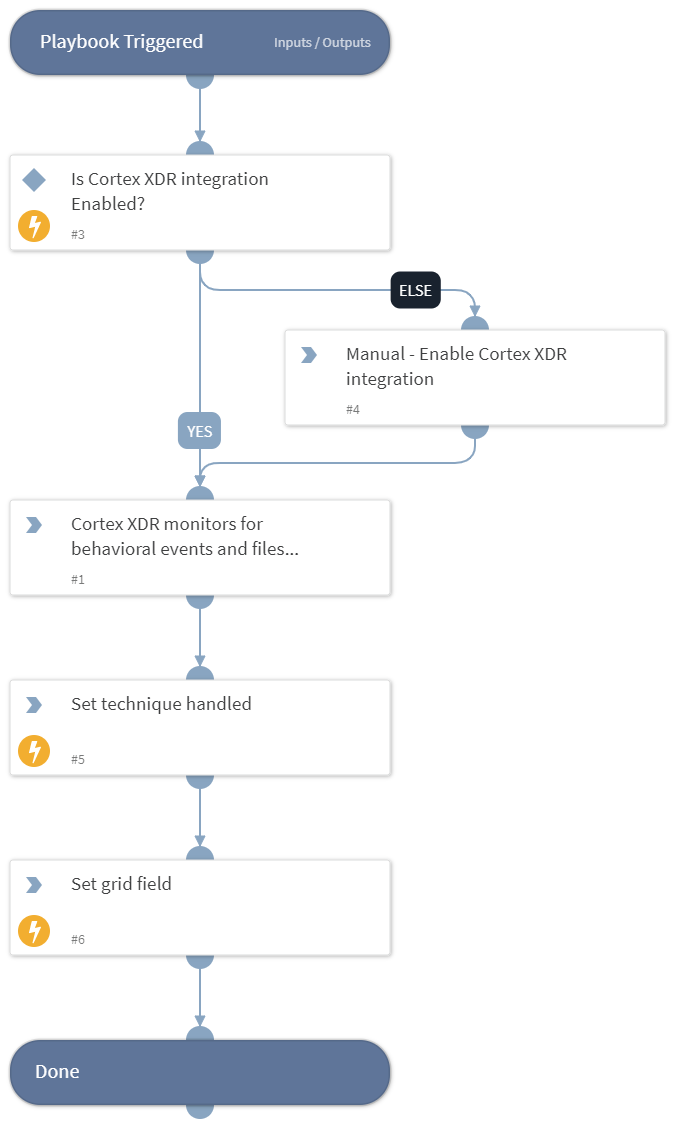 Playbook Triggered
Inputs / Outputs
Is Cortex XDR integration
Enabled?
#3
ELSE
Manual - Enable Cortex XDR
integration
#4
YES
Cortex XDR monitors for
behavioral events and files...
#1
Set technique handled
#5
Set grid field
#6
Done